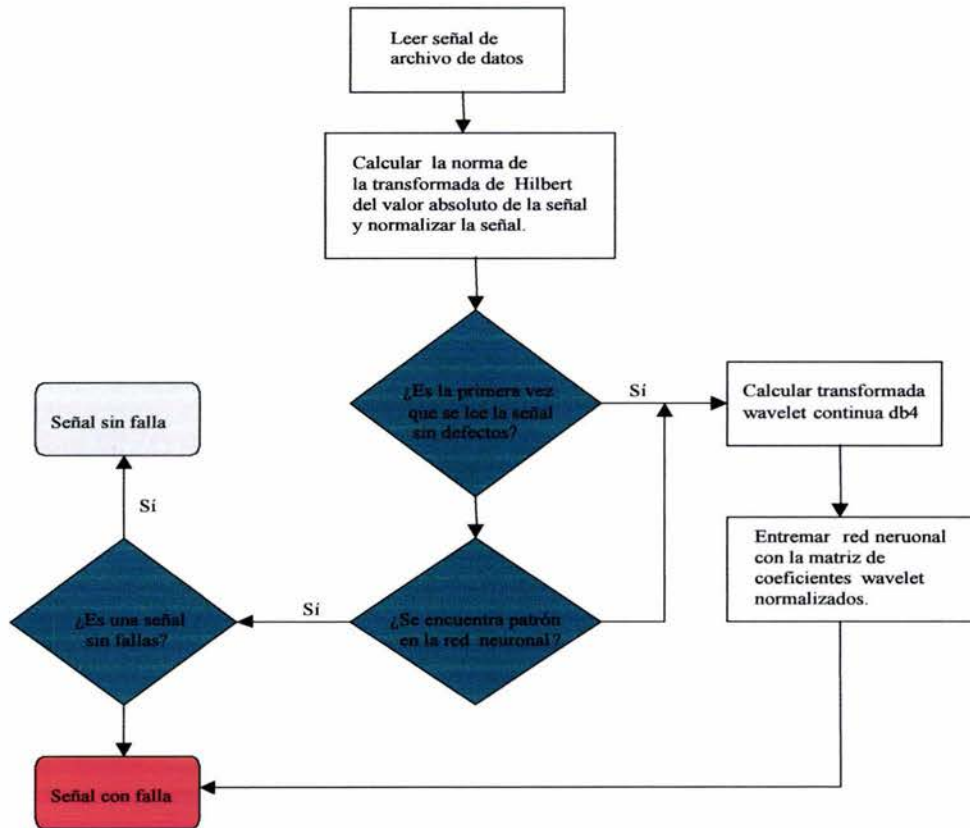 Leer señal de
archivo de datos
Calcular la norma de
la transformada de Hilbert
del valor absoluto de la señal
y normalizar la señal.
¿Es la primera vez
que se lee la señal
sin defectos?
Sí
Calcular transformada
wavelet continua db4
Señal sin falla
Sí
Entremar red neruonal
con la matriz de
coeficientes wavelet
normalizados.
¿Es una señal
sin fallas?
Sí
¿Se encuentra patrón
en la red neuronal?
Señal con falla